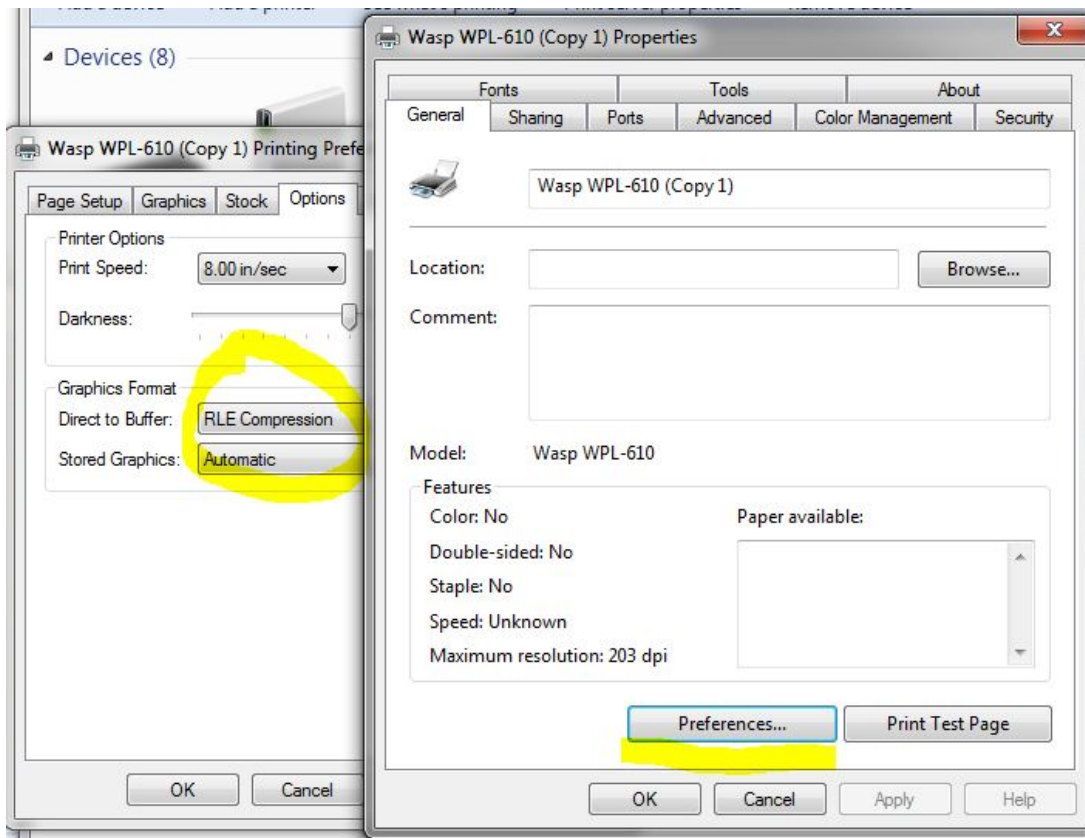 Devices (8)
Wasp WPL-610 (Copy 1) Printing Prefe
Page Setup Graphics Stock Options
Printer Options
Print Speed: 8.00 in/sec
Darkness:
Graphics Format
Direct to Buffer: RLE Compression
Stored Graphics: Automatic
OK Cancel
Wasp WPL-610 (Copy 1) Properties
Fonts Tools About
General Sharing Ports Advanced Color Management Security
Wasp WPL-610 (Copy 1)
Location: Browse...
Comment:
Model: Wasp WPL-610
Features
Color: No
Double-sided: No
Staple: No
Speed: Unknown
Maximum resolution: 203 dpi
Paper available:
Preferences... Print Test Page
OK Cancel Apply Help